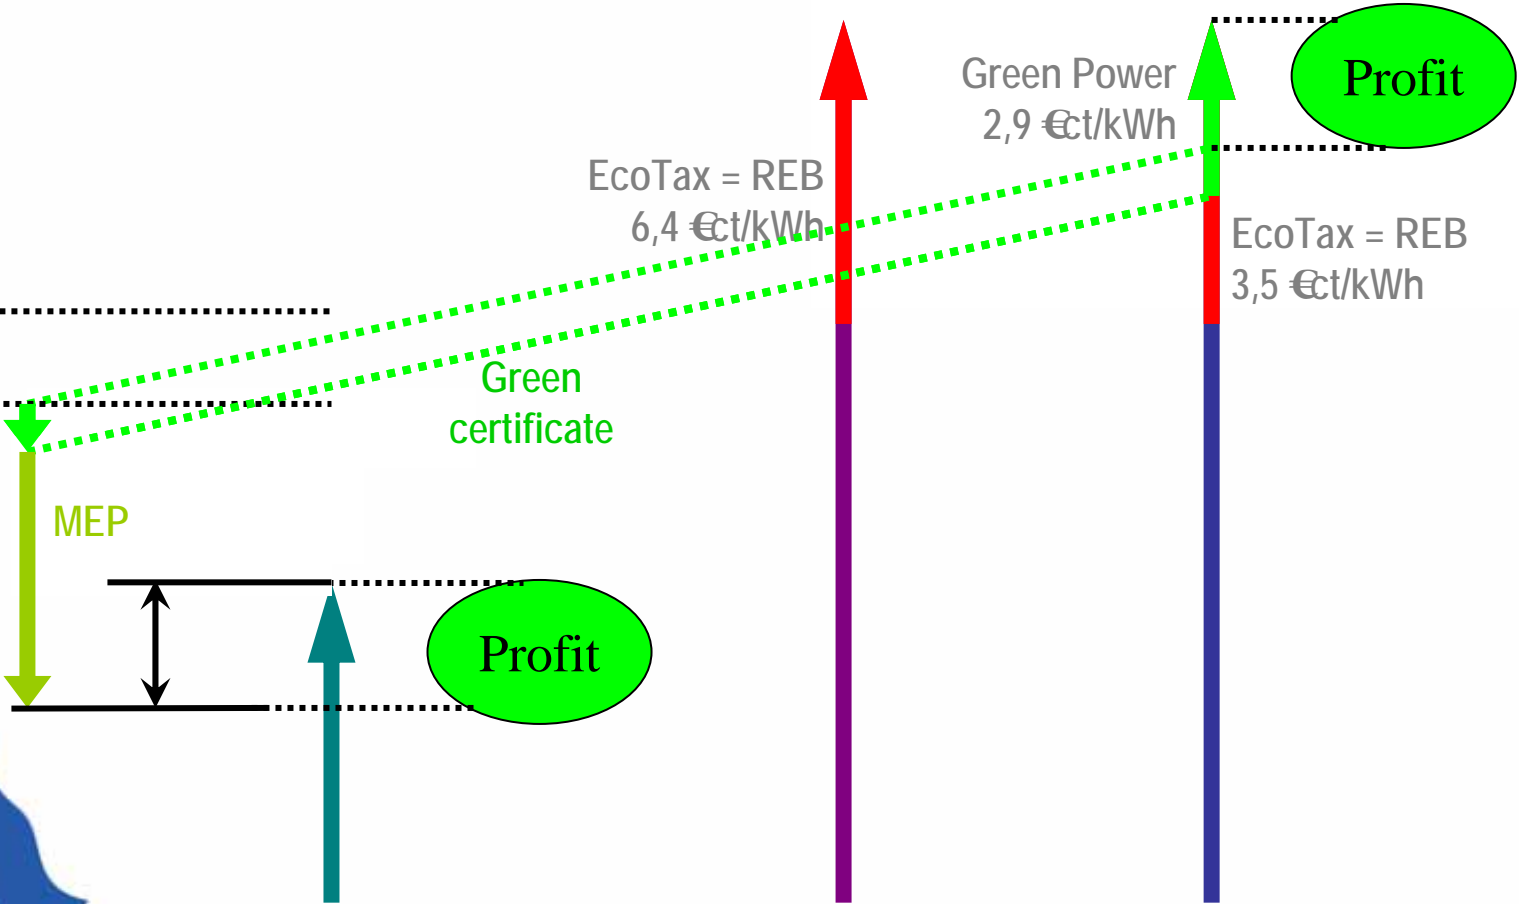 Green Power
2,9 €ct/kWh
Profit
EcoTax = REB
6,4 €ct/kWh
EcoTax = REB
3,5 €ct/kWh
Green
certificate
MEP
Profit